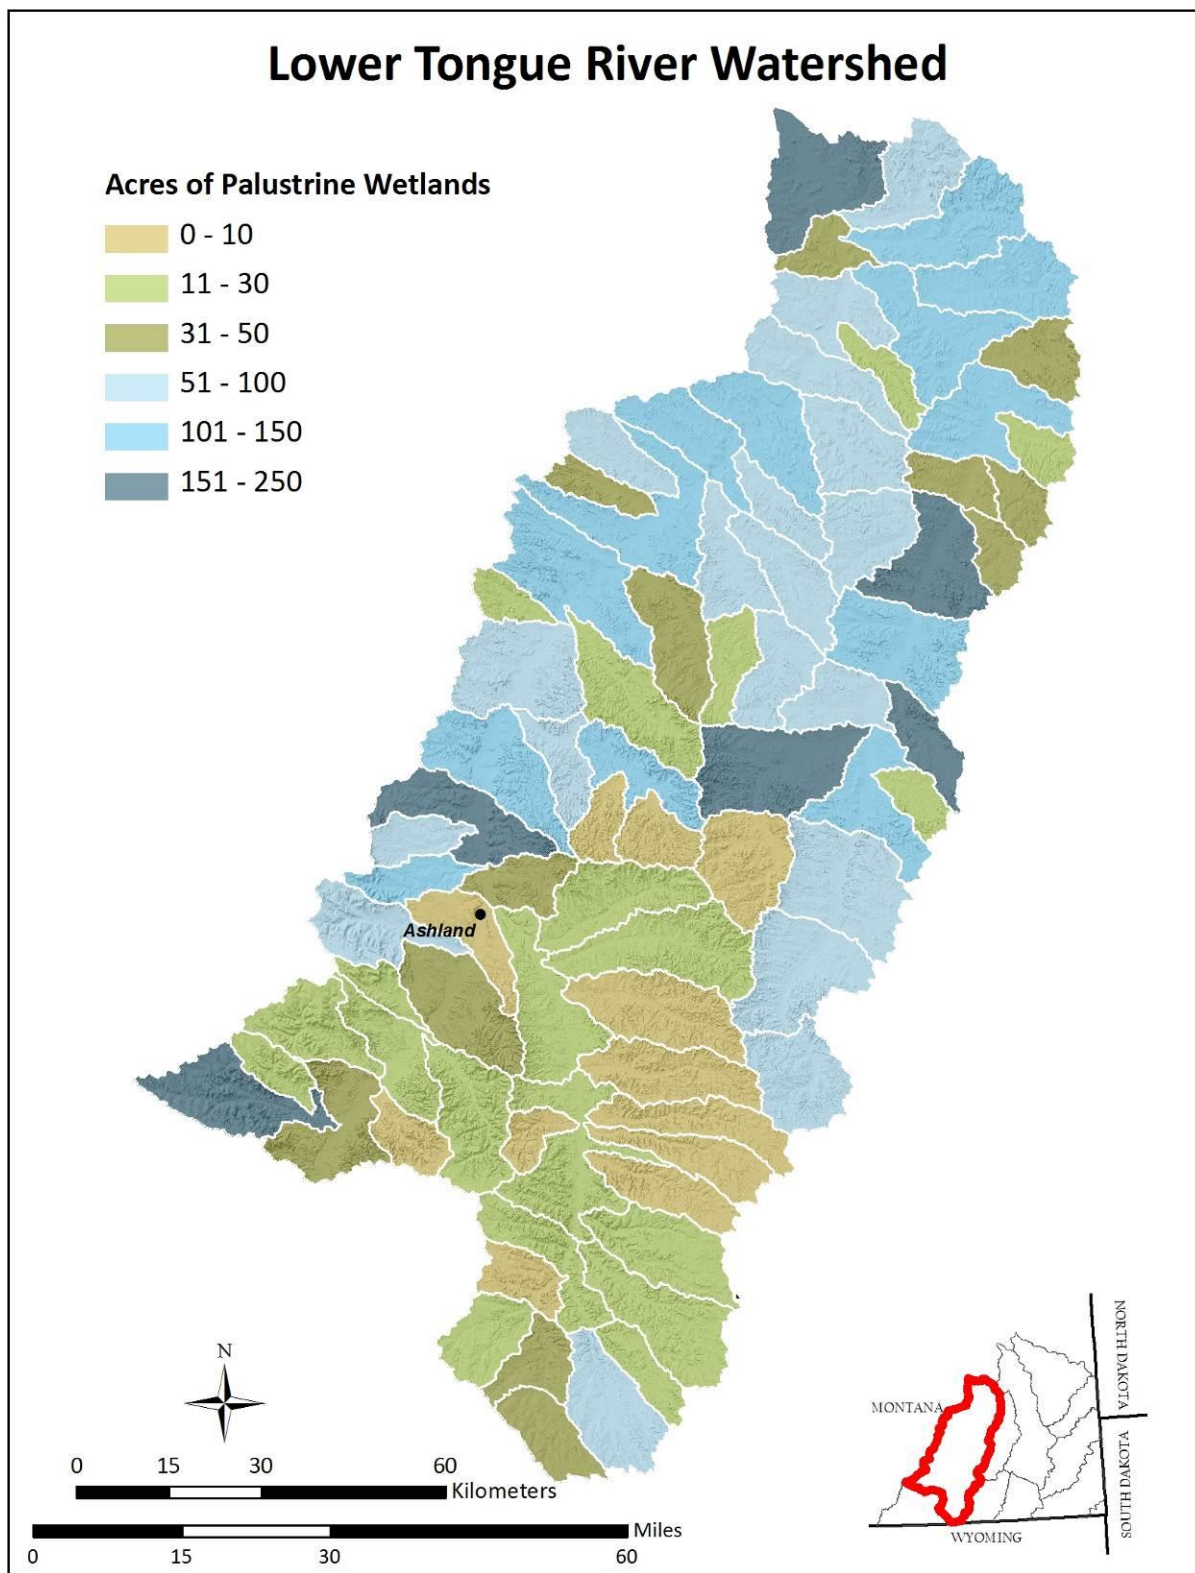 Lower Tongue River Watershed
Acres of Palustrine Wetlands
0 - 10
11 - 30
31 - 50
51 - 100
101 - 150
151 - 250
Ashland
N
0 15 30 60
Kilometers
Miles
0 15 30 60
MONTANA
NORTH DAKOTA
SOUTH DAKOTA
WYOMING